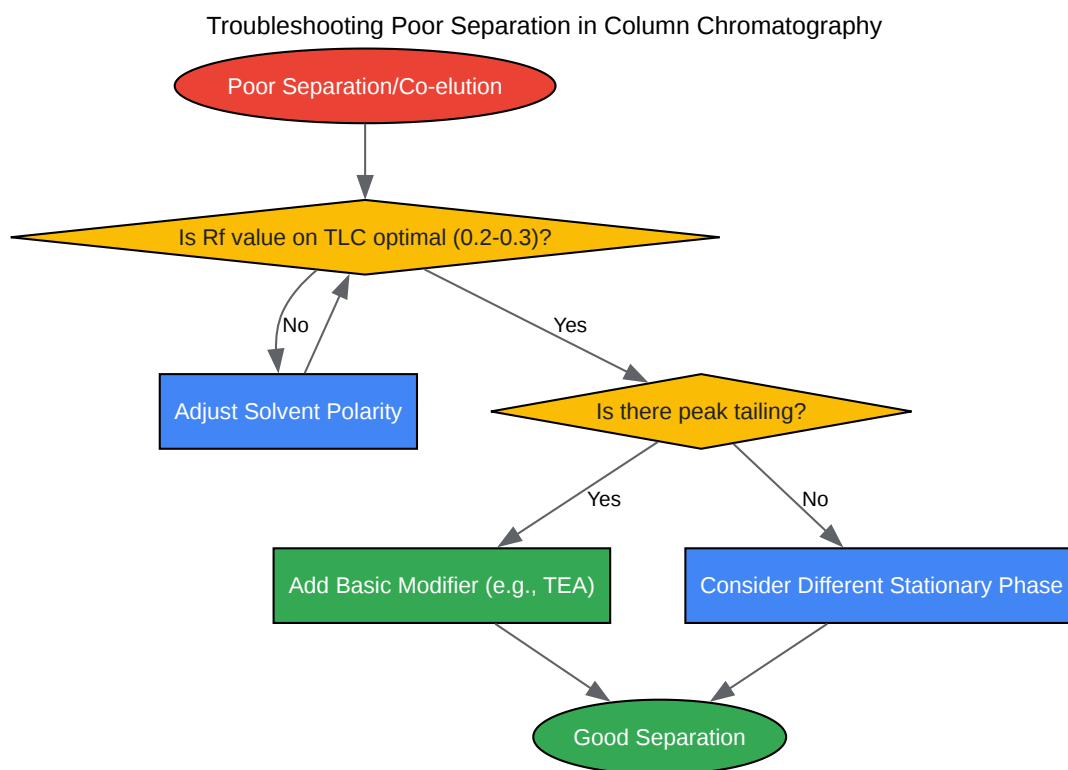 Troubleshooting Poor Separation in Column Chromatography
Poor Separation/Co-elution
Is Rf value on TLC optimal (0.2-0.3)?
No
Yes
Adjust Solvent Polarity
Is there peak tailing?
Yes
No
Add Basic Modifier (e.g., TEA)
Consider Different Stationary Phase
Good Separation